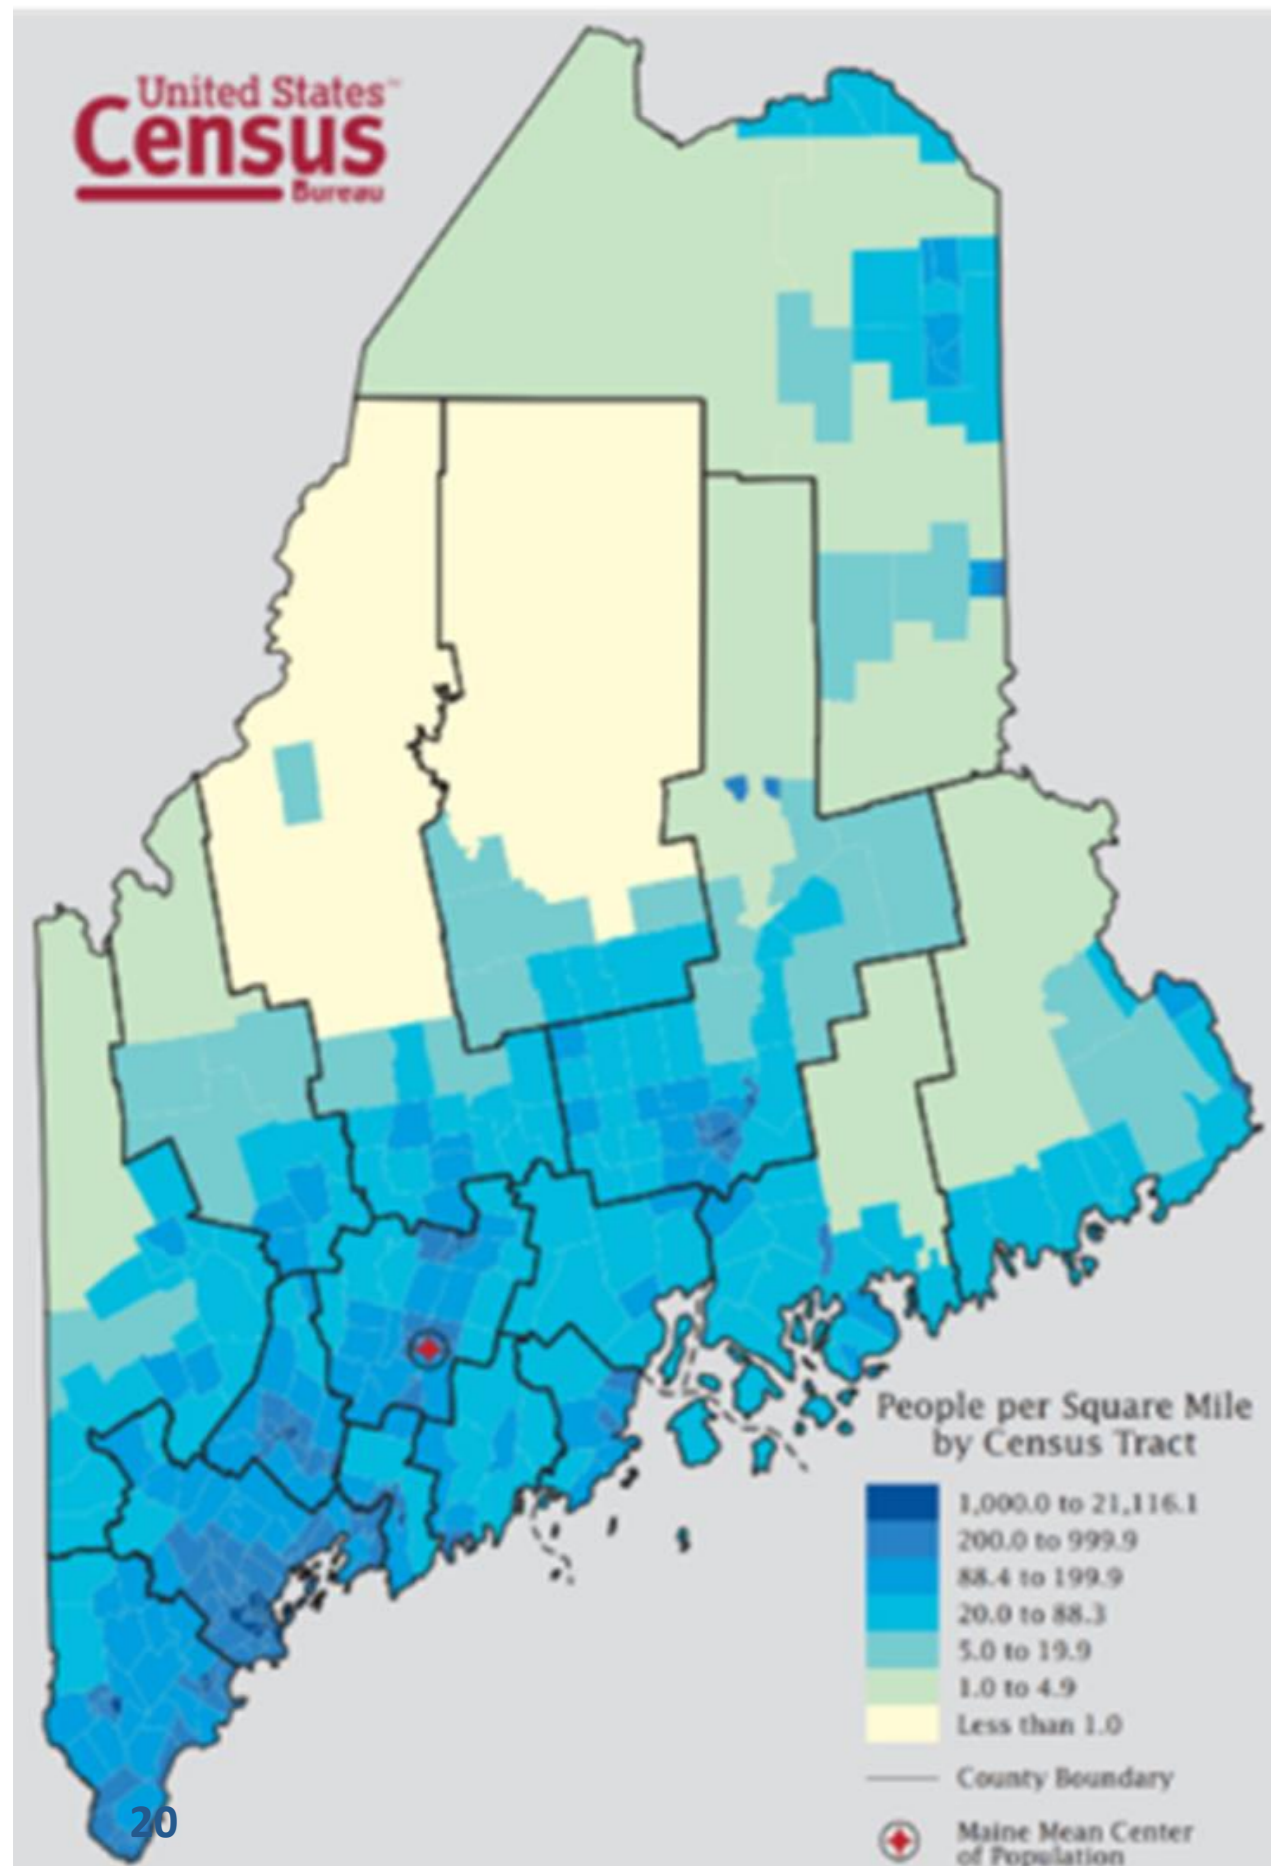 United States™
Census
Bureau
People per Square Mile
by Census Tract
1,000.0 to 21,116.1
200.0 to 999.9
88.4 to 199.9
20.0 to 88.3
5.0 to 19.9
1.0 to 4.9
Less than 1.0
County Boundary
Maine Mean Center
of Population
20